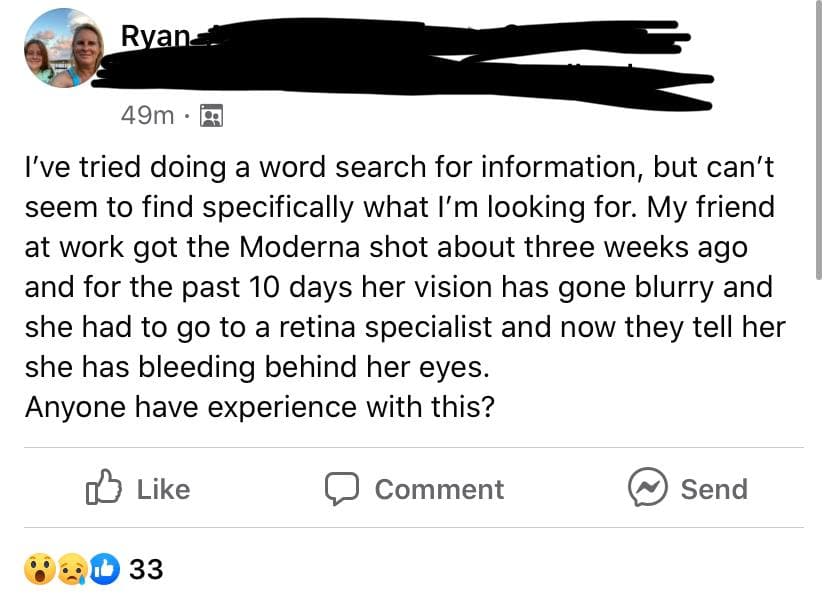 Ryan
49m ·
I've tried doing a word search for information, but can't
seem to find specifically what I'm looking for. My friend
at work got the Moderna shot about three weeks ago
and for the past 10 days her vision has gone blurry and
she had to go to a retina specialist and now they tell her
she has bleeding behind her eyes.
Anyone have experience with this?
Like Comment Send
33